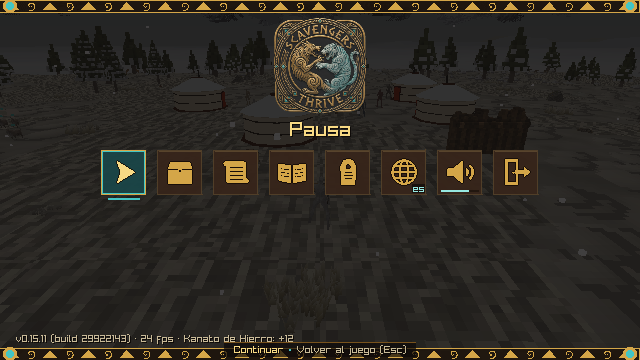 SCAVENGERS
THRIVE
Pausa
es
v0.15.11 (build 29922143) · 24 fps · Kanato de Hierro: +12
Continuar · Volver al juego (Esc)